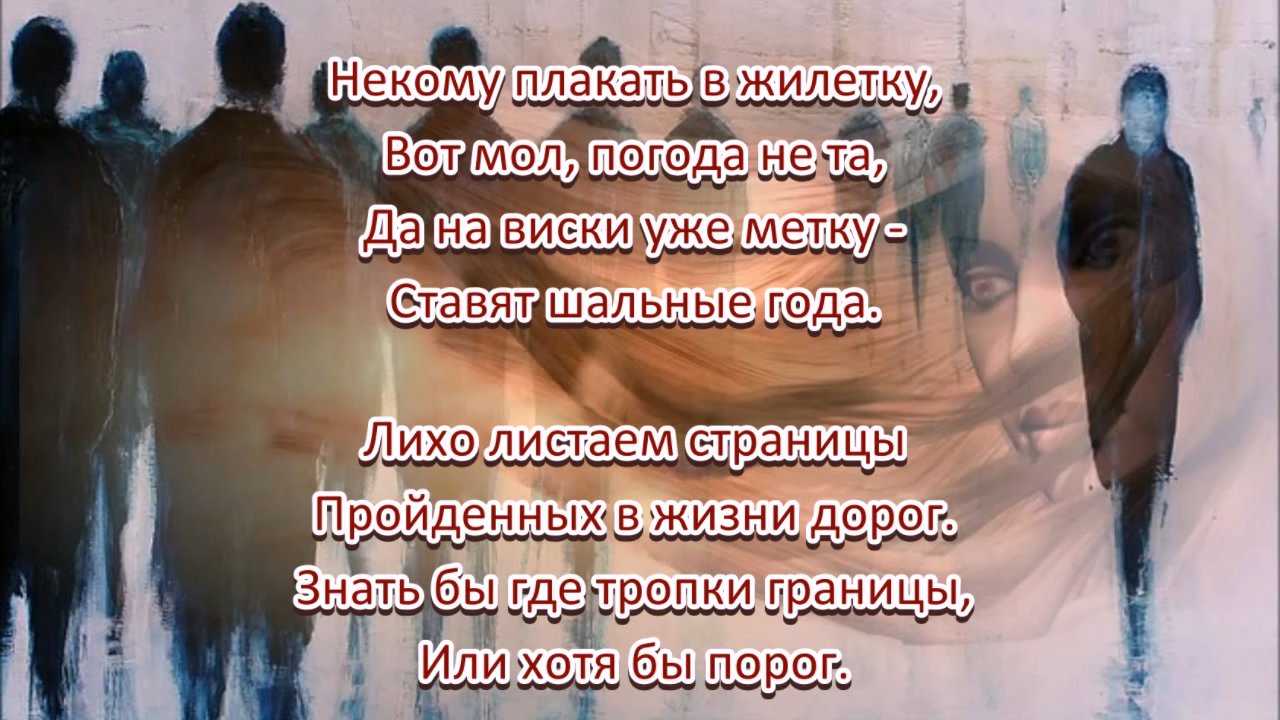 Некому плакать в жилетку,
Вот мол, погода не та,
Да на виски уже метку -
Ставят шальные года.
Лихо листаем страницы
Пройденных в жизни дорог.
Знать бы где тропки границы,
Или хотя бы порог.